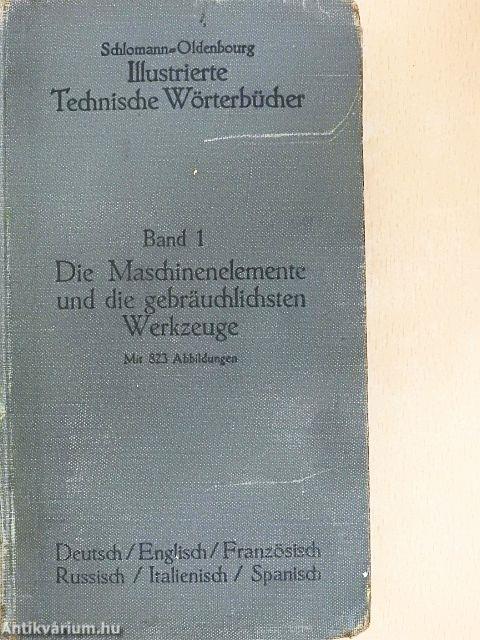 Schlomann=Oldenbourg
Illustrierte
Technische Wörterbücher
Band 1
Die Maschinenelemente
und die gebräuchlichsten
Werkzeuge
Mit 823 Abbildungen
Deutsch / Englisch / Französisch
Russisch / Italienisch / Spanisch
Antikvárium.hu